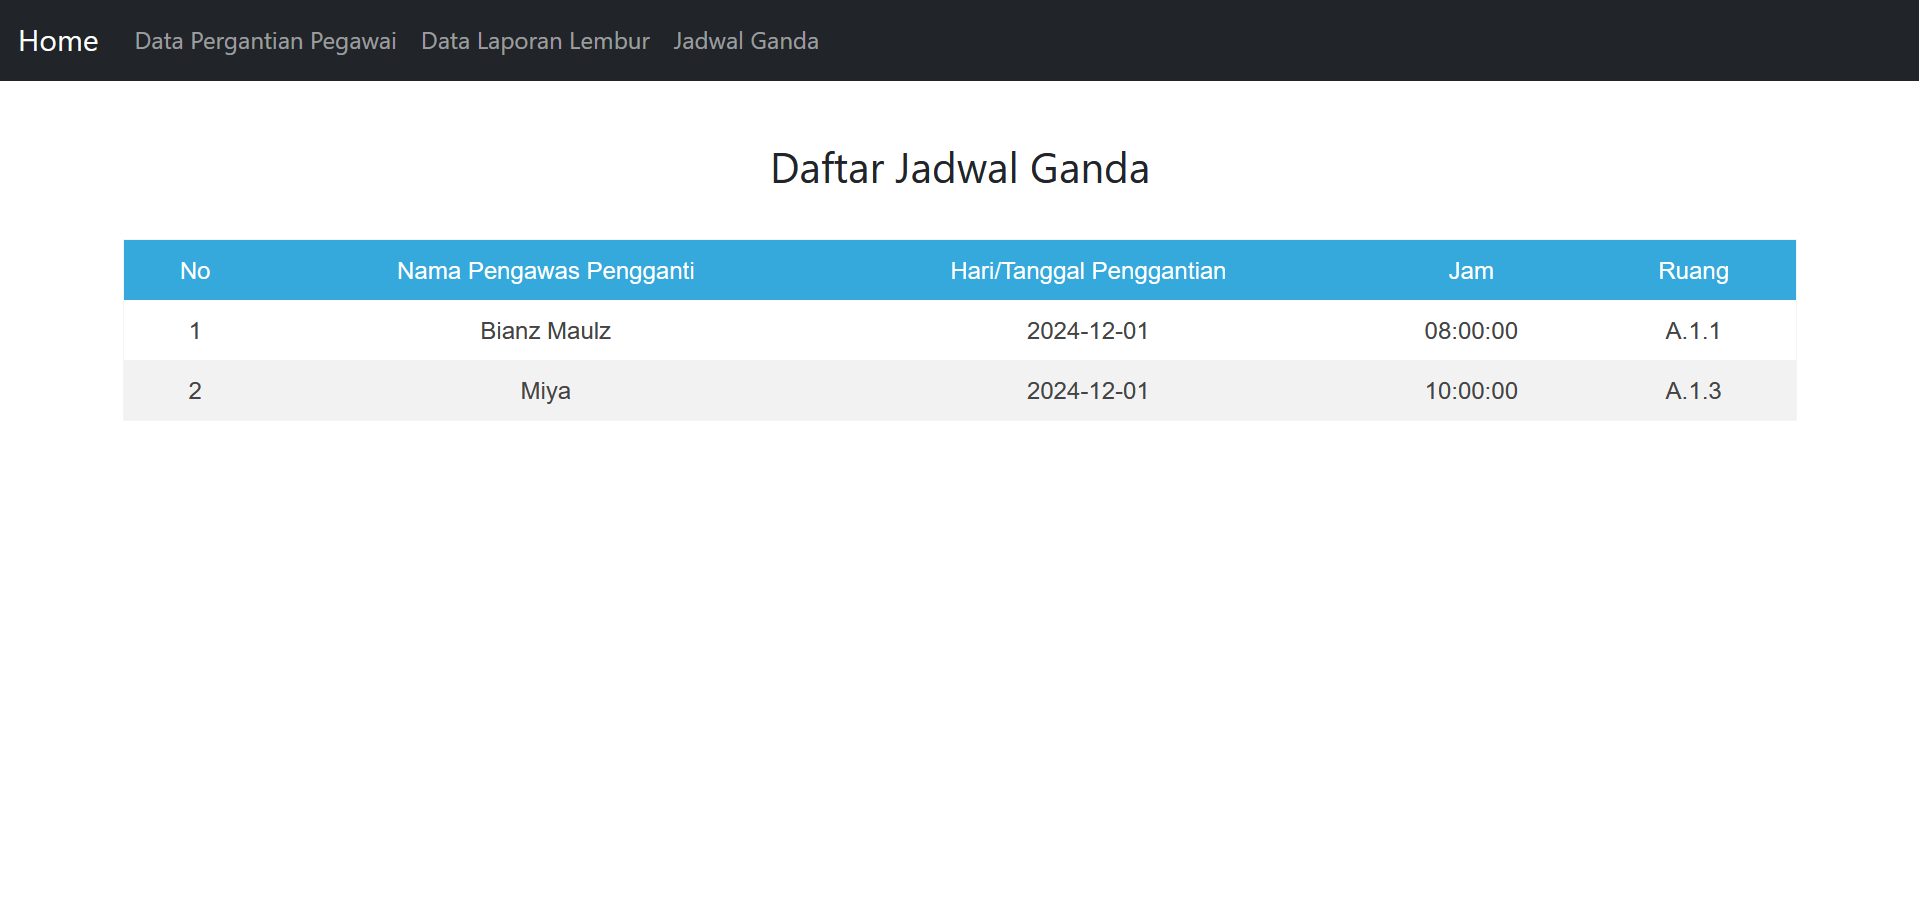 Home Data Pergantian Pegawai Data Laporan Lembur Jadwal Ganda
Daftar Jadwal Ganda
No Nama Pengawas Pengganti Hari/Tanggal Penggantian Jam Ruang
1 Bianz Maulz 2024-12-01 08:00:00 A.1.1
2 Miya 2024-12-01 10:00:00 A.1.3